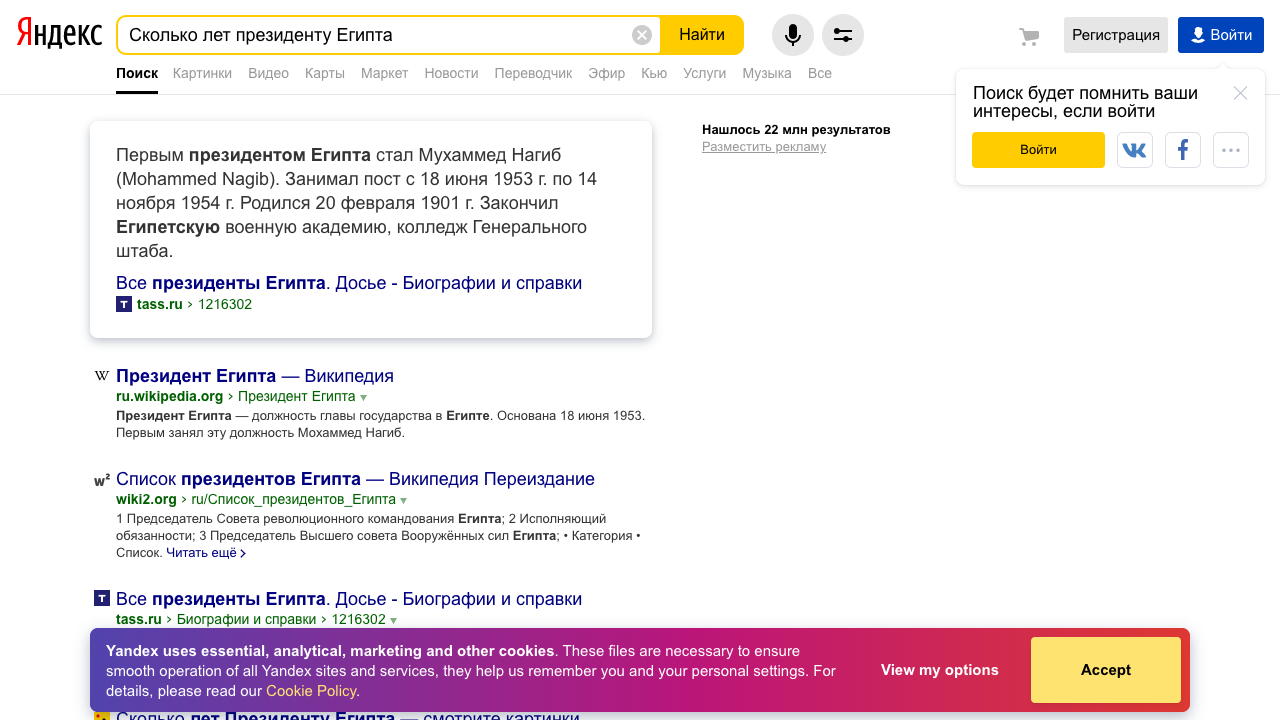 Яндекс
Сколько лет президенту Египта
Найти
Регистрация
Войти
Поиск Картинки Видео Карты Маркет Новости Переводчик Эфир Кью Услуги Музыка Все
Поиск будет помнить ваши
интересы, если войти
Войти
Нашлось 22 млн результатов
Разместить рекламу
Первым президентом Египта стал Мухаммед Нагиб
(Mohammed Nagib). Занимал пост с 18 июня 1953 г. по 14
ноября 1954 г. Родился 20 февраля 1901 г. Закончил
Египетскую военную академию, колледж Генерального
штаба.
Все президенты Египта. Досье - Биографии и справки
tass.ru › 1216302
Президент Египта — Википедия
ru.wikipedia.org › Президент Египта
Президент Египта — должность главы государства в Египте. Основана 18 июня 1953.
Первым занял эту должность Мохаммед Нагиб.
Список президентов Египта — Википедия Переиздание
wiki2.org › ru/Список_президентов_Египта
1 Председатель Совета революционного командования Египта; 2 Исполняющий
обязанности; 3 Председатель Высшего совета Вооружённых сил Египта; • Категория •
Список. Читать ещё ›
Все президенты Египта. Досье - Биографии и справки
tass.ru › Биографии и справки › 1216302
Yandex uses essential, analytical, marketing and other cookies. These files are necessary to ensure
smooth operation of all Yandex sites and services, they help us remember you and your personal settings. For
details, please read our Cookie Policy.
View my options
Accept
Сколько лет Президенту Египта — смотрите картинки